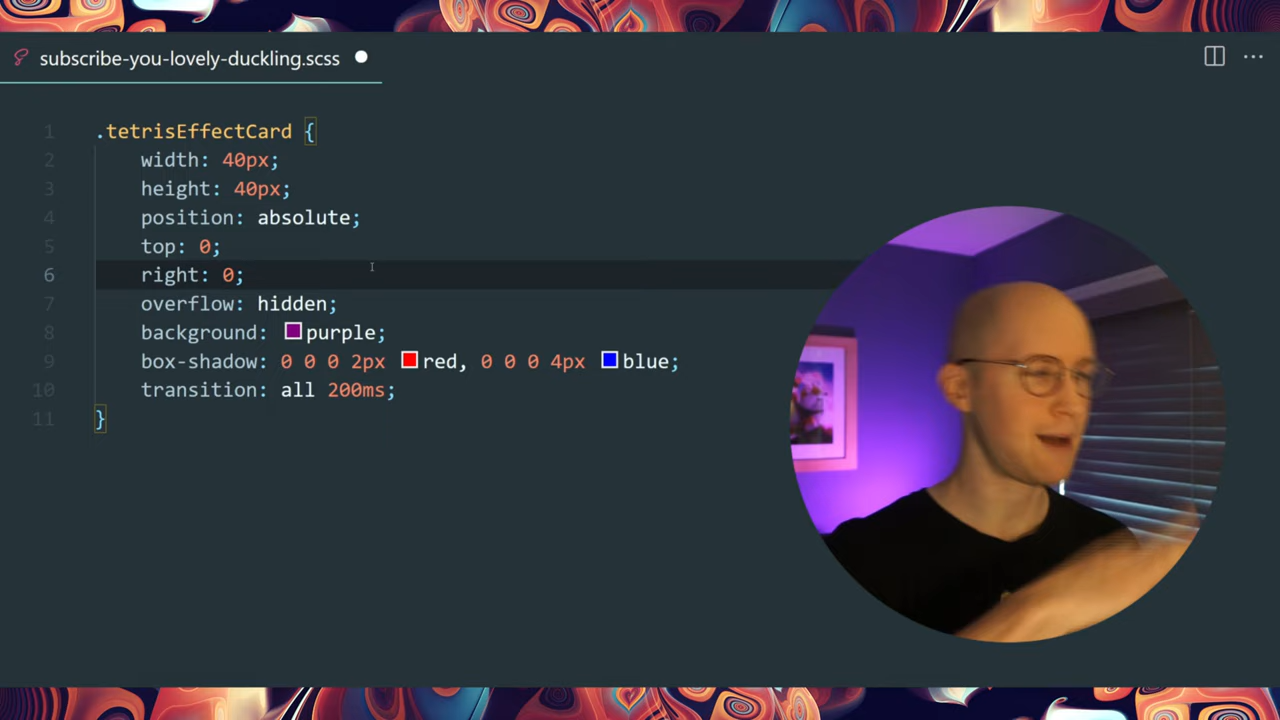 subscribe-you-lovely-duckling.scss
1 .tetrisEffectCard {
2 width: 40px;
3 height: 40px;
4 position: absolute;
5 top: 0;
6 right: 0;
7 overflow: hidden;
8 background: purple;
9 box-shadow: 0 0 0 2px red, 0 0 0 4px blue;
10 transition: all 200ms;
11 }